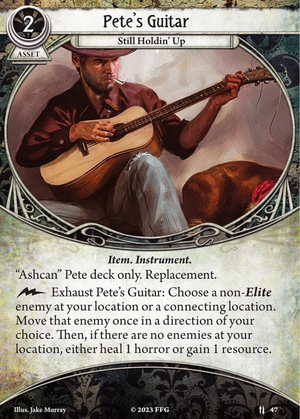 2
ASSET
Pete's Guitar
Still Holdin' Up
Item. Instrument.
"Ashcan" Pete deck only. Replacement.
Exhaust Pete's Guitar: Choose a non-Elite
enemy at your location or a connecting location.
Move that enemy once in a direction of your
choice. Then, if there are no enemies at your
location, either heal 1 horror or gain 1 resource.
Illus. Jake Murray
© 2023 FFG
47